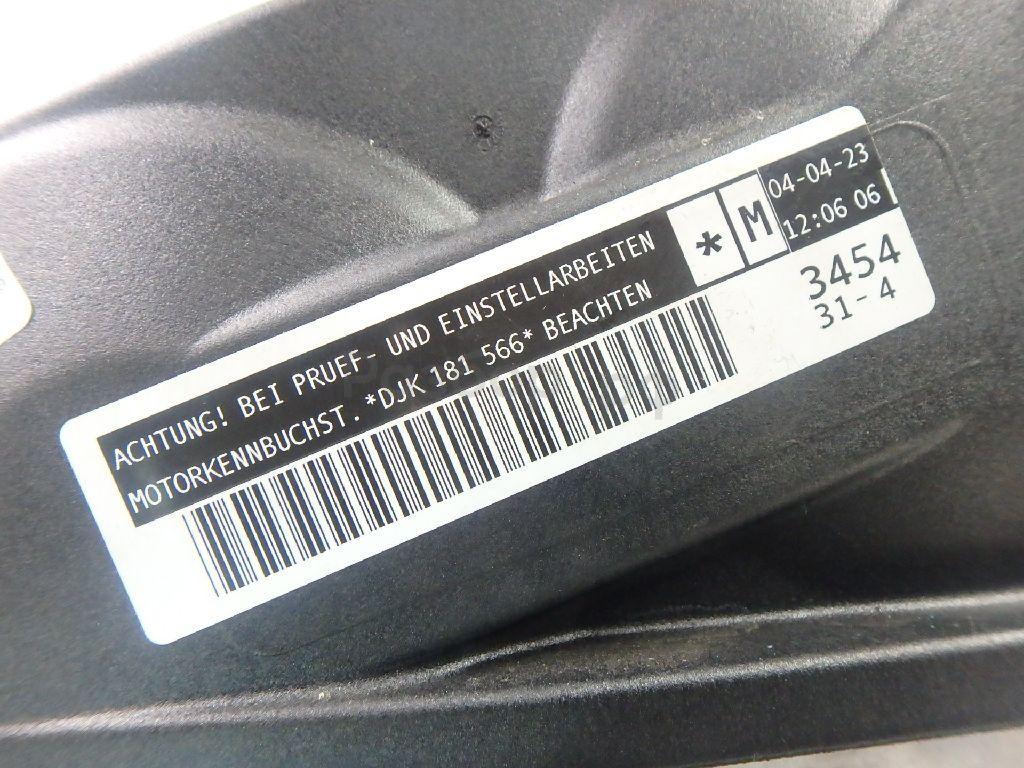 ACHTUNG! BEI PRUEF- UND EINSTELLARBEITEN
MOTORKENNBUCHST. *DJK 181 566* BEACHTEN
* M
04-04-23
12:06 06
3454
31-4